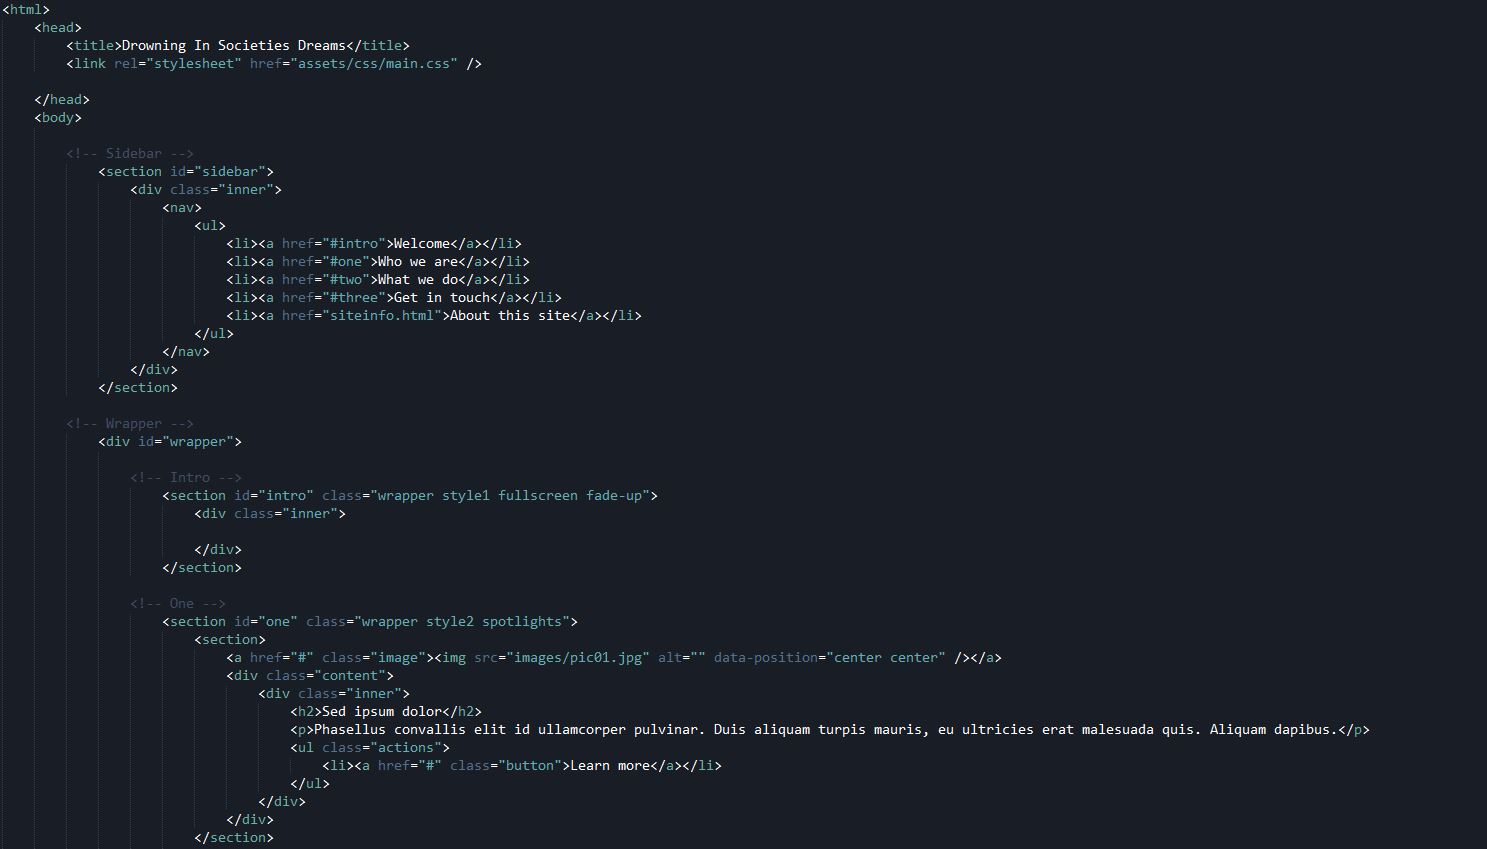 <html>
<head>
<title>Drowning In Societies Dreams</title>
<link rel="stylesheet" href="assets/css/main.css" />
</head>
<body>
<!-- Sidebar -->
<section id="sidebar">
<div class="inner">
<nav>
<ul>
<li><a href="#intro">Welcome</a></li>
<li><a href="#one">Who we are</a></li>
<li><a href="#two">What we do</a></li>
<li><a href="#three">Get in touch</a></li>
<li><a href="siteinfo.html">About this site</a></li>
</ul>
</nav>
</div>
</section>
<!-- Wrapper -->
<div id="wrapper">
<!-- Intro -->
<section id="intro" class="wrapper style1 fullscreen fade-up">
<div class="inner">
</div>
</section>
<!-- One -->
<section id="one" class="wrapper style2 spotlights">
<section>
<a href="#" class="image"><img src="images/pic01.jpg" alt="" data-position="center center" /></a>
<div class="content">
<div class="inner">
<h2>Sed ipsum dolor</h2>
<p>Phasellus convallis elit id ullamcorper pulvinar. Duis aliquam turpis mauris, eu ultricies erat malesuada quis. Aliquam dapibus.</p>
<ul class="actions">
<li><a href="#" class="button">Learn more</a></li>
</ul>
</div>
</div>
</section>